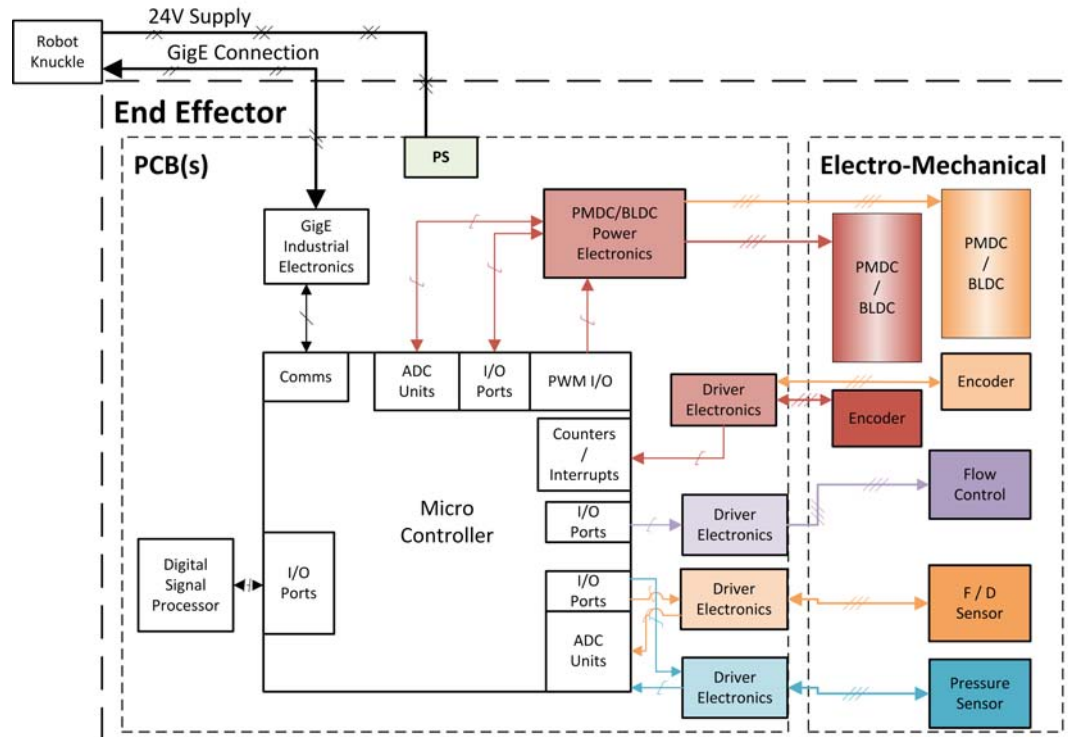 24V Supply
Robot
Knuckle
GigE Connection
End Effector
PCB(s)
PS
Electro-Mechanical
GigE
Industrial
Electronics
PMDC/BLDC
Power
Electronics
PMDC
/
BLDC
PMDC
/
BLDC
Comms
ADC
Units
I/O
Ports
PWM I/O
Driver
Electronics
Encoder
Encoder
Counters
/
Interrupts
Flow
Control
Micro
Controller
I/O
Ports
Driver
Electronics
Digital
Signal
Processor
I/O
Ports
I/O
Ports
ADC
Units
Driver
Electronics
F / D
Sensor
Driver
Electronics
Pressure
Sensor